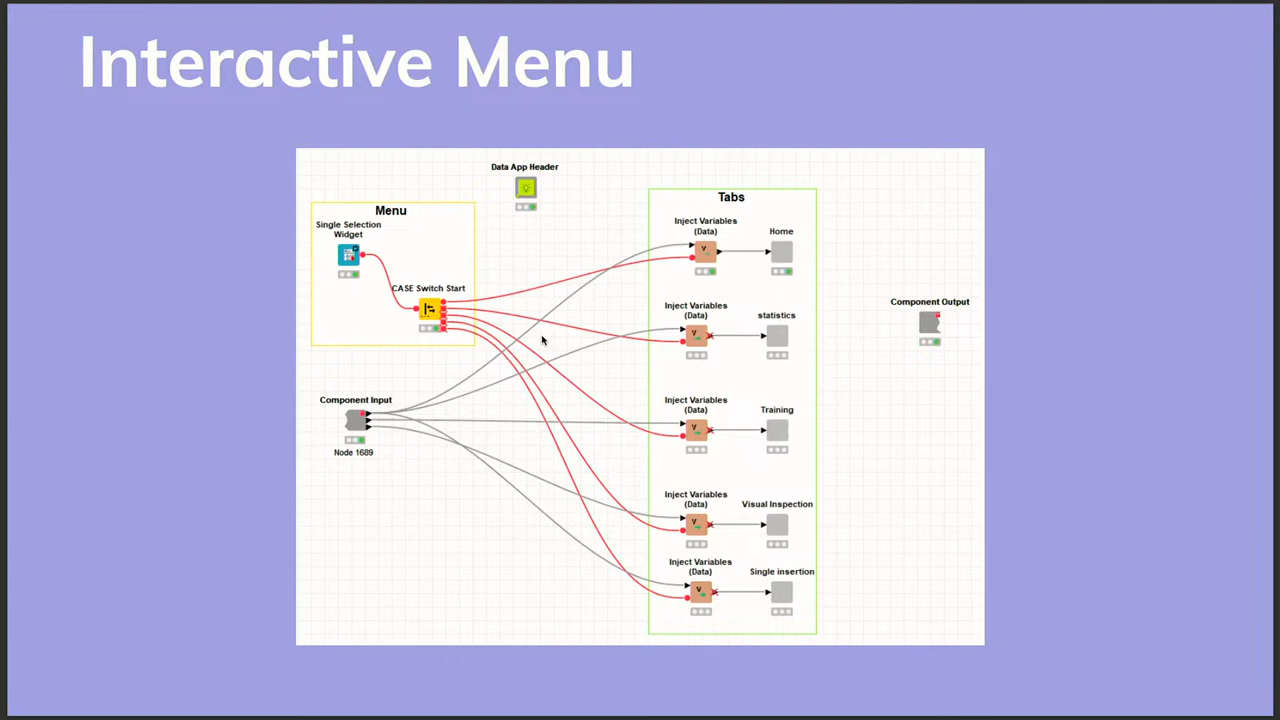 Interactive Menu
Data App Header
Menu
Single Selection
Widget
CASE Switch Start
Component Input
Node 1689
Tabs
Inject Variables
(Data)
Home
Inject Variables
(Data)
statistics
Inject Variables
(Data)
Training
Inject Variables
(Data)
Visual Inspection
Inject Variables
(Data)
Single insertion
Component Output